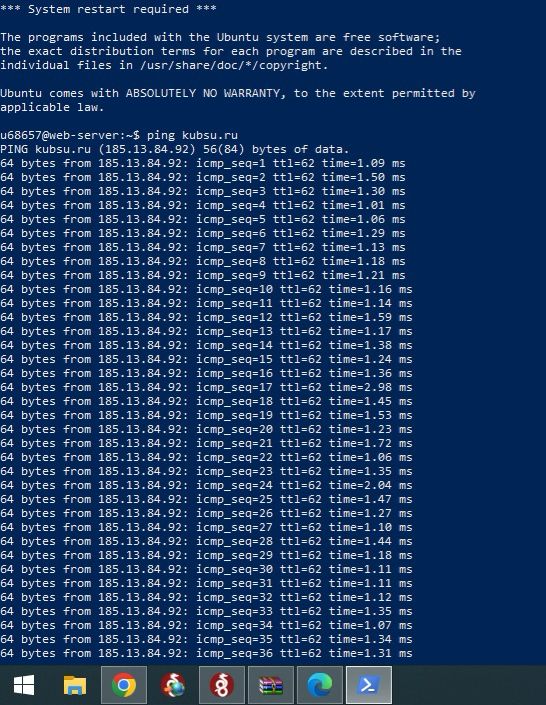 *** System restart required ***
The programs included with the Ubuntu system are free software;
the exact distribution terms for each program are described in the
individual files in /usr/share/doc/*/copyright.
Ubuntu comes with ABSOLUTELY NO WARRANTY, to the extent permitted by
applicable law.
u68657@web-server:~$ ping kubsu.ru
PING kubsu.ru (185.13.84.92) 56(84) bytes of data.
64 bytes from 185.13.84.92: icmp_seq=1 ttl=62 time=1.09 ms
64 bytes from 185.13.84.92: icmp_seq=2 ttl=62 time=1.50 ms
64 bytes from 185.13.84.92: icmp_seq=3 ttl=62 time=1.30 ms
64 bytes from 185.13.84.92: icmp_seq=4 ttl=62 time=1.01 ms
64 bytes from 185.13.84.92: icmp_seq=5 ttl=62 time=1.06 ms
64 bytes from 185.13.84.92: icmp_seq=6 ttl=62 time=1.29 ms
64 bytes from 185.13.84.92: icmp_seq=7 ttl=62 time=1.13 ms
64 bytes from 185.13.84.92: icmp_seq=8 ttl=62 time=1.18 ms
64 bytes from 185.13.84.92: icmp_seq=9 ttl=62 time=1.21 ms
64 bytes from 185.13.84.92: icmp_seq=10 ttl=62 time=1.16 ms
64 bytes from 185.13.84.92: icmp_seq=11 ttl=62 time=1.14 ms
64 bytes from 185.13.84.92: icmp_seq=12 ttl=62 time=1.59 ms
64 bytes from 185.13.84.92: icmp_seq=13 ttl=62 time=1.17 ms
64 bytes from 185.13.84.92: icmp_seq=14 ttl=62 time=1.38 ms
64 bytes from 185.13.84.92: icmp_seq=15 ttl=62 time=1.24 ms
64 bytes from 185.13.84.92: icmp_seq=16 ttl=62 time=1.36 ms
64 bytes from 185.13.84.92: icmp_seq=17 ttl=62 time=2.98 ms
64 bytes from 185.13.84.92: icmp_seq=18 ttl=62 time=1.45 ms
64 bytes from 185.13.84.92: icmp_seq=19 ttl=62 time=1.53 ms
64 bytes from 185.13.84.92: icmp_seq=20 ttl=62 time=1.23 ms
64 bytes from 185.13.84.92: icmp_seq=21 ttl=62 time=1.72 ms
64 bytes from 185.13.84.92: icmp_seq=22 ttl=62 time=1.06 ms
64 bytes from 185.13.84.92: icmp_seq=23 ttl=62 time=1.35 ms
64 bytes from 185.13.84.92: icmp_seq=24 ttl=62 time=2.04 ms
64 bytes from 185.13.84.92: icmp_seq=25 ttl=62 time=1.47 ms
64 bytes from 185.13.84.92: icmp_seq=26 ttl=62 time=1.27 ms
64 bytes from 185.13.84.92: icmp_seq=27 ttl=62 time=1.10 ms
64 bytes from 185.13.84.92: icmp_seq=28 ttl=62 time=1.44 ms
64 bytes from 185.13.84.92: icmp_seq=29 ttl=62 time=1.18 ms
64 bytes from 185.13.84.92: icmp_seq=30 ttl=62 time=1.11 ms
64 bytes from 185.13.84.92: icmp_seq=31 ttl=62 time=1.11 ms
64 bytes from 185.13.84.92: icmp_seq=32 ttl=62 time=1.12 ms
64 bytes from 185.13.84.92: icmp_seq=33 ttl=62 time=1.35 ms
64 bytes from 185.13.84.92: icmp_seq=34 ttl=62 time=1.07 ms
64 bytes from 185.13.84.92: icmp_seq=35 ttl=62 time=1.34 ms
64 bytes from 185.13.84.92: icmp_seq=36 ttl=62 time=1.31 ms